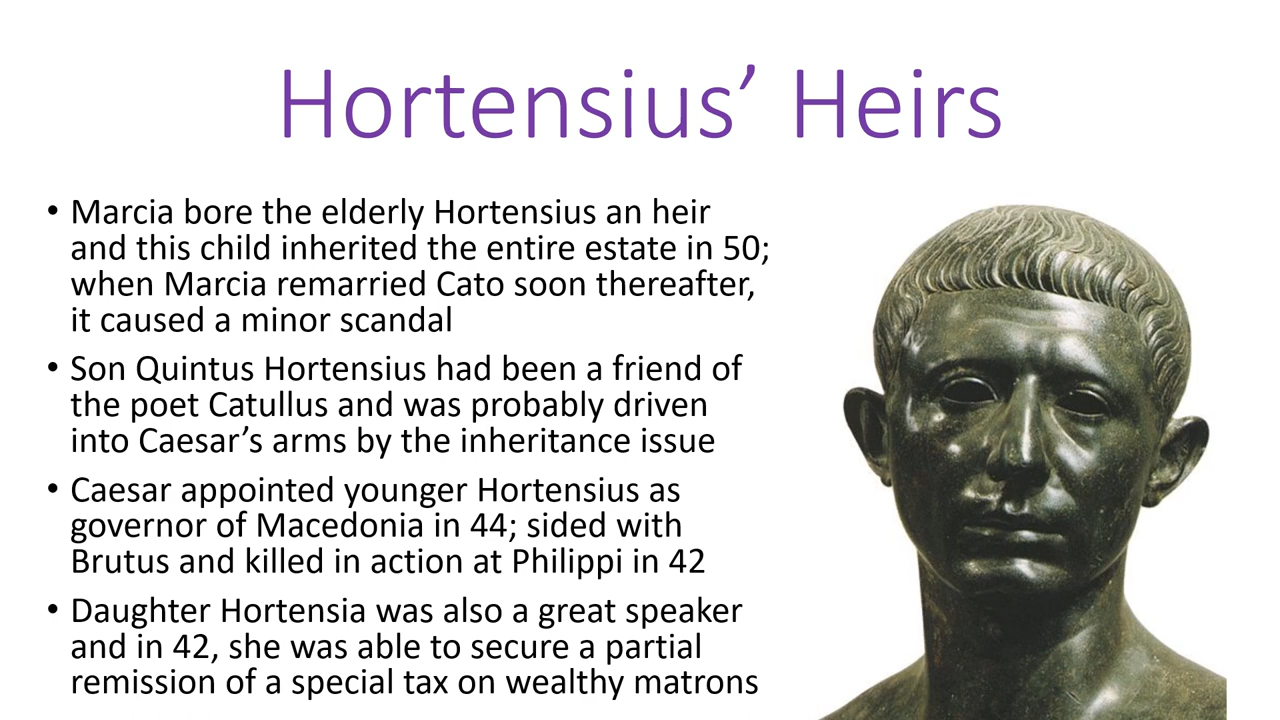 Hortensius’ Heirs
• Marcia bore the elderly Hortensius an heir
and this child inherited the entire estate in 50;
when Marcia remarried Cato soon thereafter,
it caused a minor scandal
• Son Quintus Hortensius had been a friend of
the poet Catullus and was probably driven
into Caesar’s arms by the inheritance issue
• Caesar appointed younger Hortensius as
governor of Macedonia in 44; sided with
Brutus and killed in action at Philippi in 42
• Daughter Hortensia was also a great speaker
and in 42, she was able to secure a partial
remission of a special tax on wealthy matrons